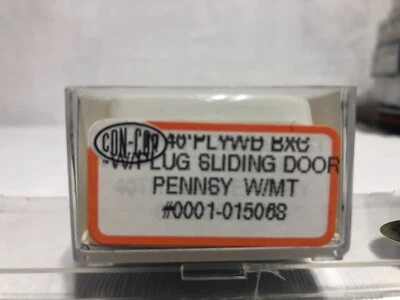 CON-COR 40' PLYWD BXC
W/PLUG SLIDING DOOR
PENNSY W/MT
#0001-015068